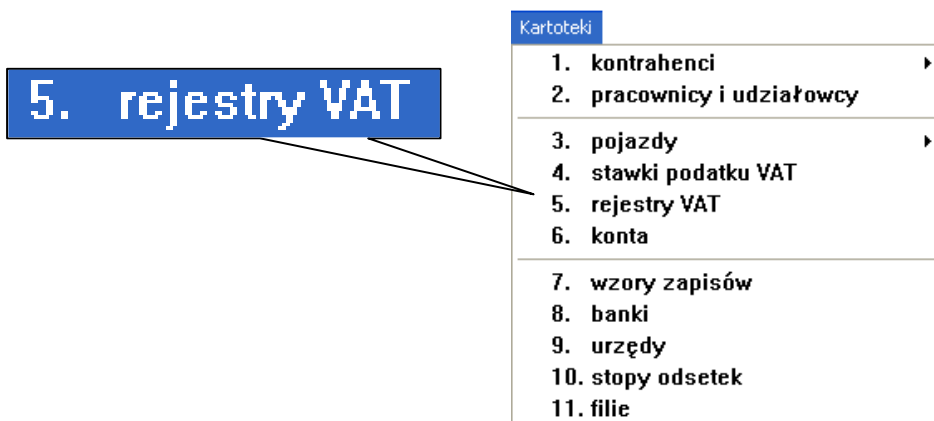 5. rejestry VAT
Kartoteki
1. kontrahenci
2. pracownicy i udziałowcy
3. pojazdy
4. stawki podatku VAT
5. rejestry VAT
6. konta
7. wzory zapisów
8. banki
9. urzędy
10. stopy odsetek
11. filie